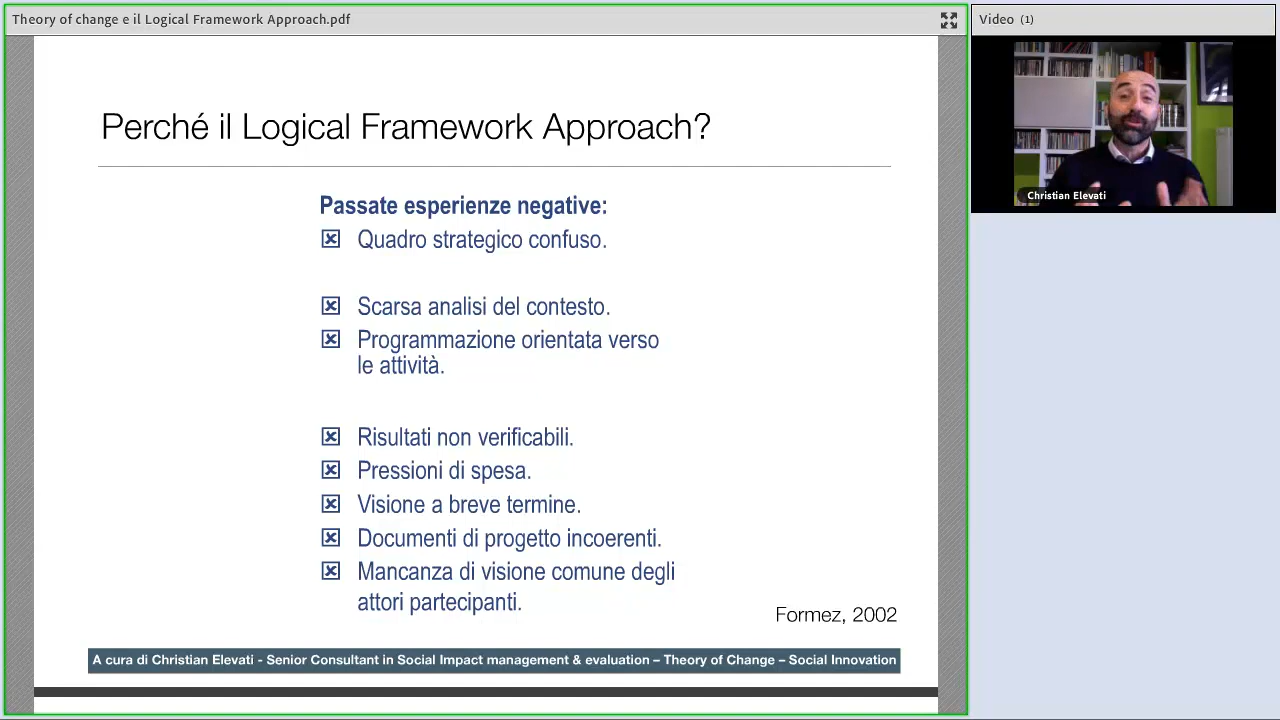 Theory of change e il Logical Framework Approach.pdf
Video (1)
Perché il Logical Framework Approach?
Passate esperienze negative:
Quadro strategico confuso.
Scarsa analisi del contesto.
Programmazione orientata verso
le attività.
Risultati non verificabili.
Pressioni di spesa.
Visione a breve termine.
Documenti di progetto incoerenti.
Mancanza di visione comune degli
attori partecipanti.
Formez, 2002
A cura di Christian Elevati - Senior Consultant in Social Impact management & evaluation – Theory of Change – Social Innovation
Christian Elevati